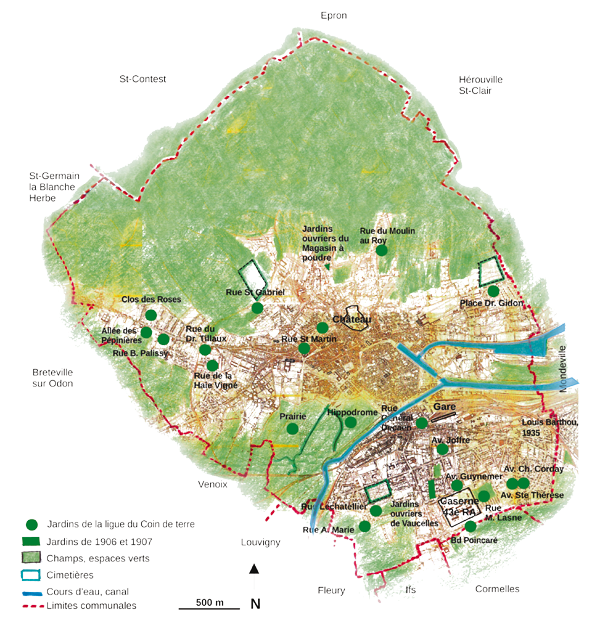 Epron
St-Contest
Hérouville
St-Clair
St-Germain
la Blanche
Herbe
Jardins
ouvriers du
Magasin à
poudre
Rue du Moulin
au Roy
Rue St Gabriel
Place Dr. Gidon
Clos des Roses
Château
Allée des
Pépinières
Rue du
Dr. Tillaux
Rue St Martin
Rue B. Palissy
Rue de la
Hale Vigné
Mondeville
Breteville
sur Odon
Prairie
Hippodrome
Rue
Général
Decaen
Gare
Louis Barthou,
1935
Av. Joffre
Av. Guynemer
Av. Ch. Corday
Av. Ste Thérèse
Venoix
Rue Lechatellier
Jardins
ouvriers
de Vaucelles
Caserne
43e RA
Rue
M. Lasne
Rue A. Marie
Bd Poincaré
Louvigny
Fleury
Ifs
Cormelles
Jardins de la ligue du Coin de terre
Jardins de 1906 et 1907
Champs, espaces verts
Cimetières
Cours d'eau, canal
Limites communales
500 m
N